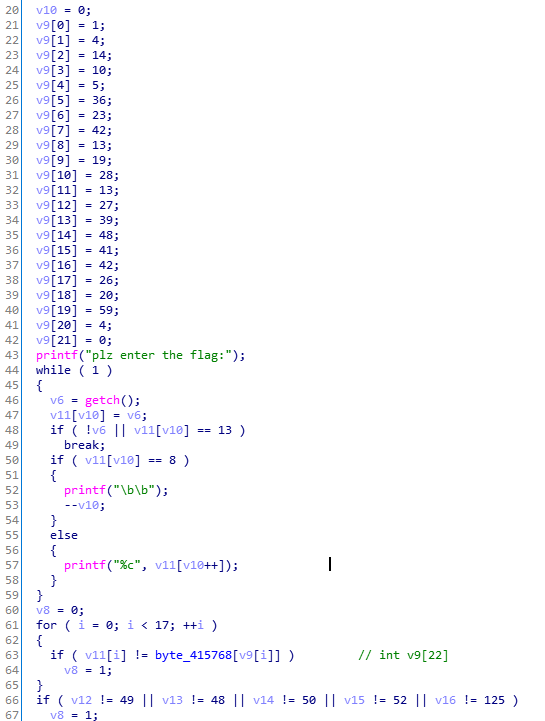 20 v10 = 0;
21 v9[0] = 1;
22 v9[1] = 4;
23 v9[2] = 14;
24 v9[3] = 10;
25 v9[4] = 5;
26 v9[5] = 36;
27 v9[6] = 23;
28 v9[7] = 42;
29 v9[8] = 13;
30 v9[9] = 19;
31 v9[10] = 28;
32 v9[11] = 13;
33 v9[12] = 27;
34 v9[13] = 39;
35 v9[14] = 48;
36 v9[15] = 41;
37 v9[16] = 42;
38 v9[17] = 26;
39 v9[18] = 20;
40 v9[19] = 59;
41 v9[20] = 4;
42 v9[21] = 0;
43 printf("plz enter the flag:");
44 while ( 1 )
45 {
46 v6 = getch();
47 v11[v10] = v6;
48 if ( !v6 || v11[v10] == 13 )
49 break;
50 if ( v11[v10] == 8 )
51 {
52 printf("\b\b");
53 --v10;
54 }
55 else
56 {
57 printf("%c", v11[v10++]);
58 }
59 }
60 v8 = 0;
61 for ( i = 0; i < 17; ++i )
62 {
63 if ( v11[i] != byte_415768[v9[i]] ) // int v9[22]
64 v8 = 1;
65 }
66 if ( v12 != 49 || v13 != 48 || v14 != 50 || v15 != 52 || v16 != 125 )
67 v8 = 1;